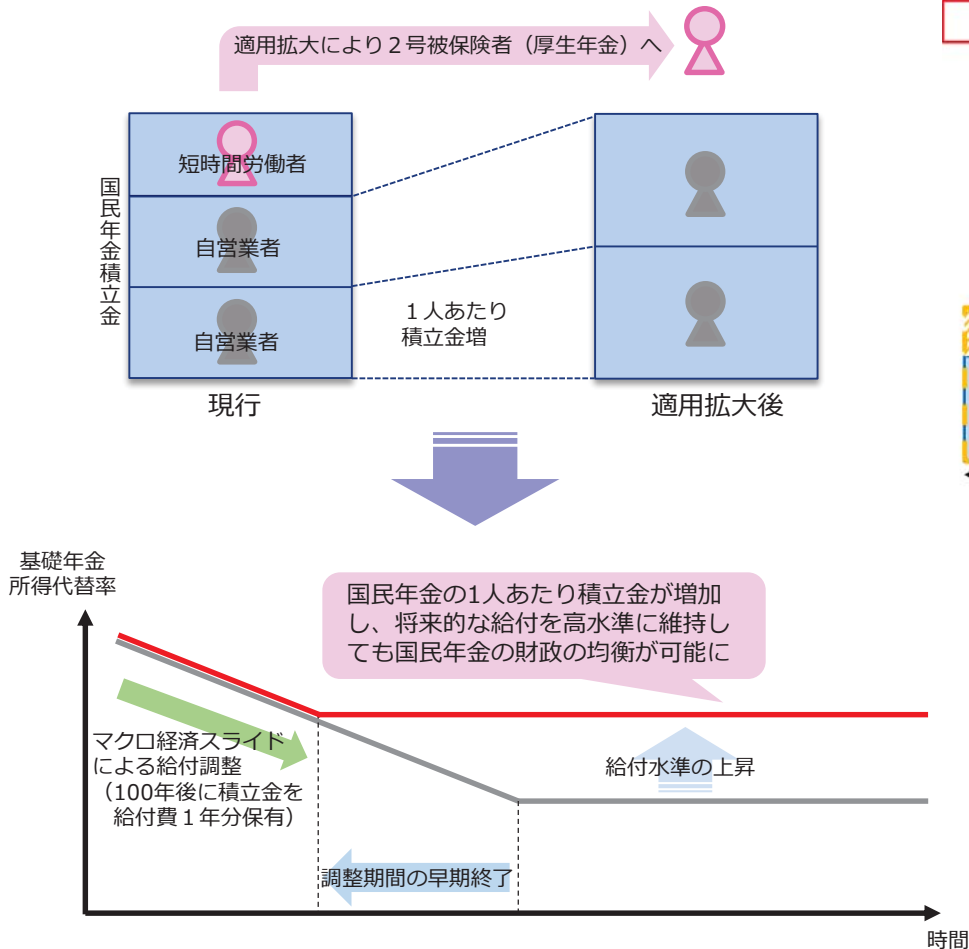 適用拡大により２号被保険者（厚生年金）へ
国民年金積立金
短時間労働者
自営業者
自営業者
１人あたり
積立金増
現行
適用拡大後
基礎年金
所得代替率
国民年金の1人あたり積立金が増加
し、将来的な給付を高水準に維持し
ても国民年金の財政の均衡が可能に
マクロ経済スライド
による給付調整
（100年後に積立金を
給付費１年分保有）
給付水準の上昇
調整期間の早期終了
時間